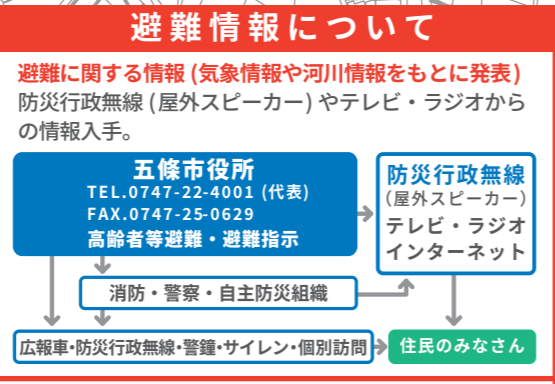 避難情報について
避難に関する情報(気象情報や河川情報をもとに発表)
防災行政無線(屋外スピーカー)やテレビ・ラジオから
の情報入手。
五條市役所
TEL.0747-22-4001 (代表)
FAX.0747-25-0629
高齢者等避難・避難指示
防災行政無線
(屋外スピーカー)
テレビ・ラジオ
インターネット
消防・警察・自主防災組織
広報車・防災行政無線・警鐘・サイレン・個別訪問
住民のみなさん